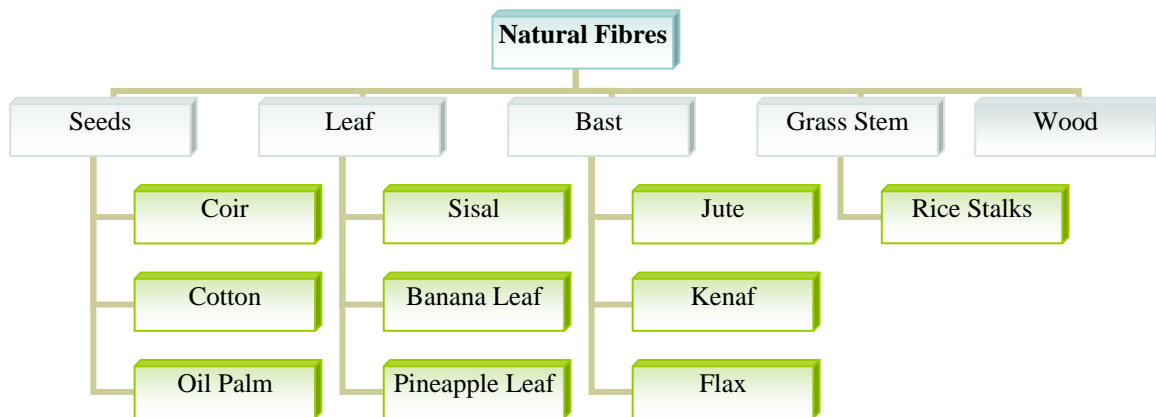 Natural Fibres
Seeds
Leaf
Bast
Grass Stem
Wood
Coir
Sisal
Jute
Rice Stalks
Cotton
Banana Leaf
Kenaf
Oil Palm
Pineapple Leaf
Flax